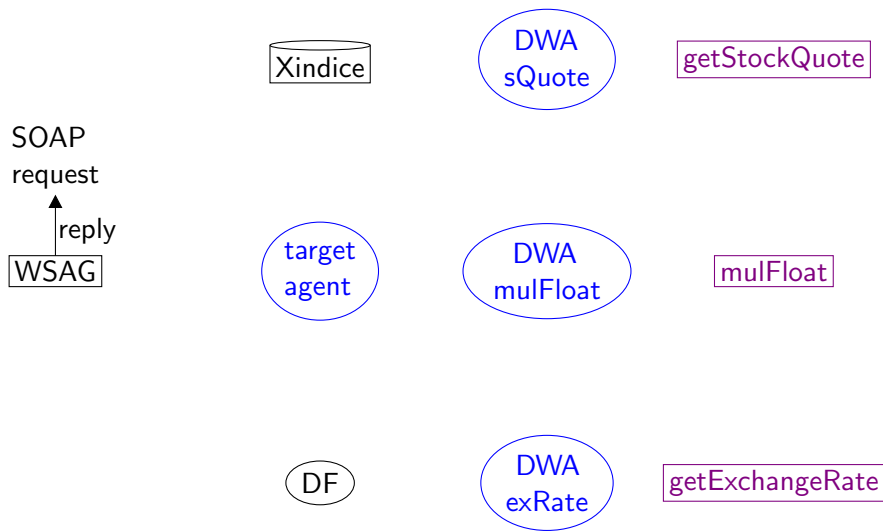 Xindice
DWA
sQuote
getStockQuote
SOAP
request
reply
WSAG
target
agent
DWA
mulFloat
mulFloat
DF
DWA
exRate
getExchangeRate